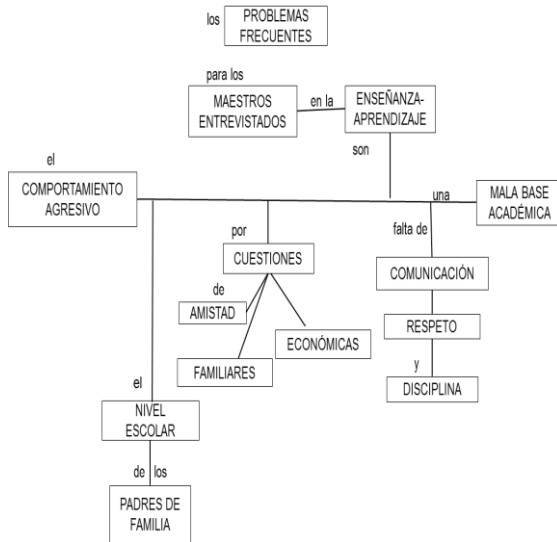 los
PROBLEMAS
FRECUENTES
para los
MAESTROS
ENTREVISTADOS
en la
ENSEÑANZA-
APRENDIZAJE
son
el
COMPORTAMIENTO
AGRESIVO
una
MALA BASE
ACADÉMICA
por
CUESTIONES
de
AMISTAD
FAMILIARES
ECONÓMICAS
falta de
COMUNICACIÓN
RESPETO
y
DISCIPLINA
el
NIVEL
ESCOLAR
de los
PADRES DE
FAMILIA